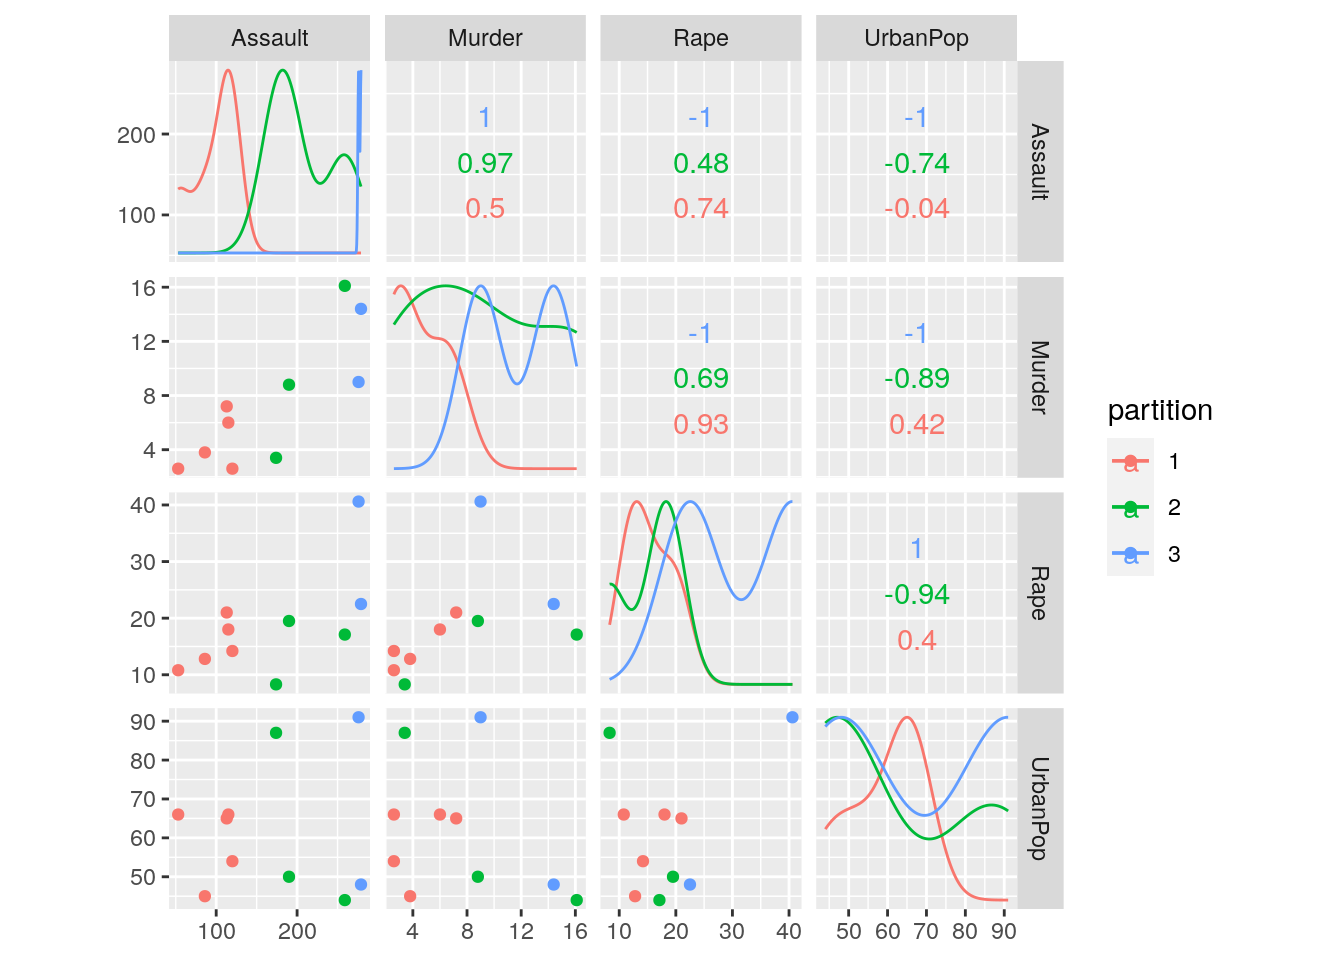 Assault Murder Rape UrbanPop
200
100
1 -1 -1
0.97 0.48 -0.74
0.5 0.74 -0.04
Assault
16
12
8
4
-1 -1
0.69 -0.89
0.93 0.42
Murder
40
30
20
10
1
-0.94
0.4
Rape
90
80
70
60
50
UrbanPop
100 200 4 8 12 16 10 20 30 40 50 60 70 80 90
partition
a 1
a 2
a 3